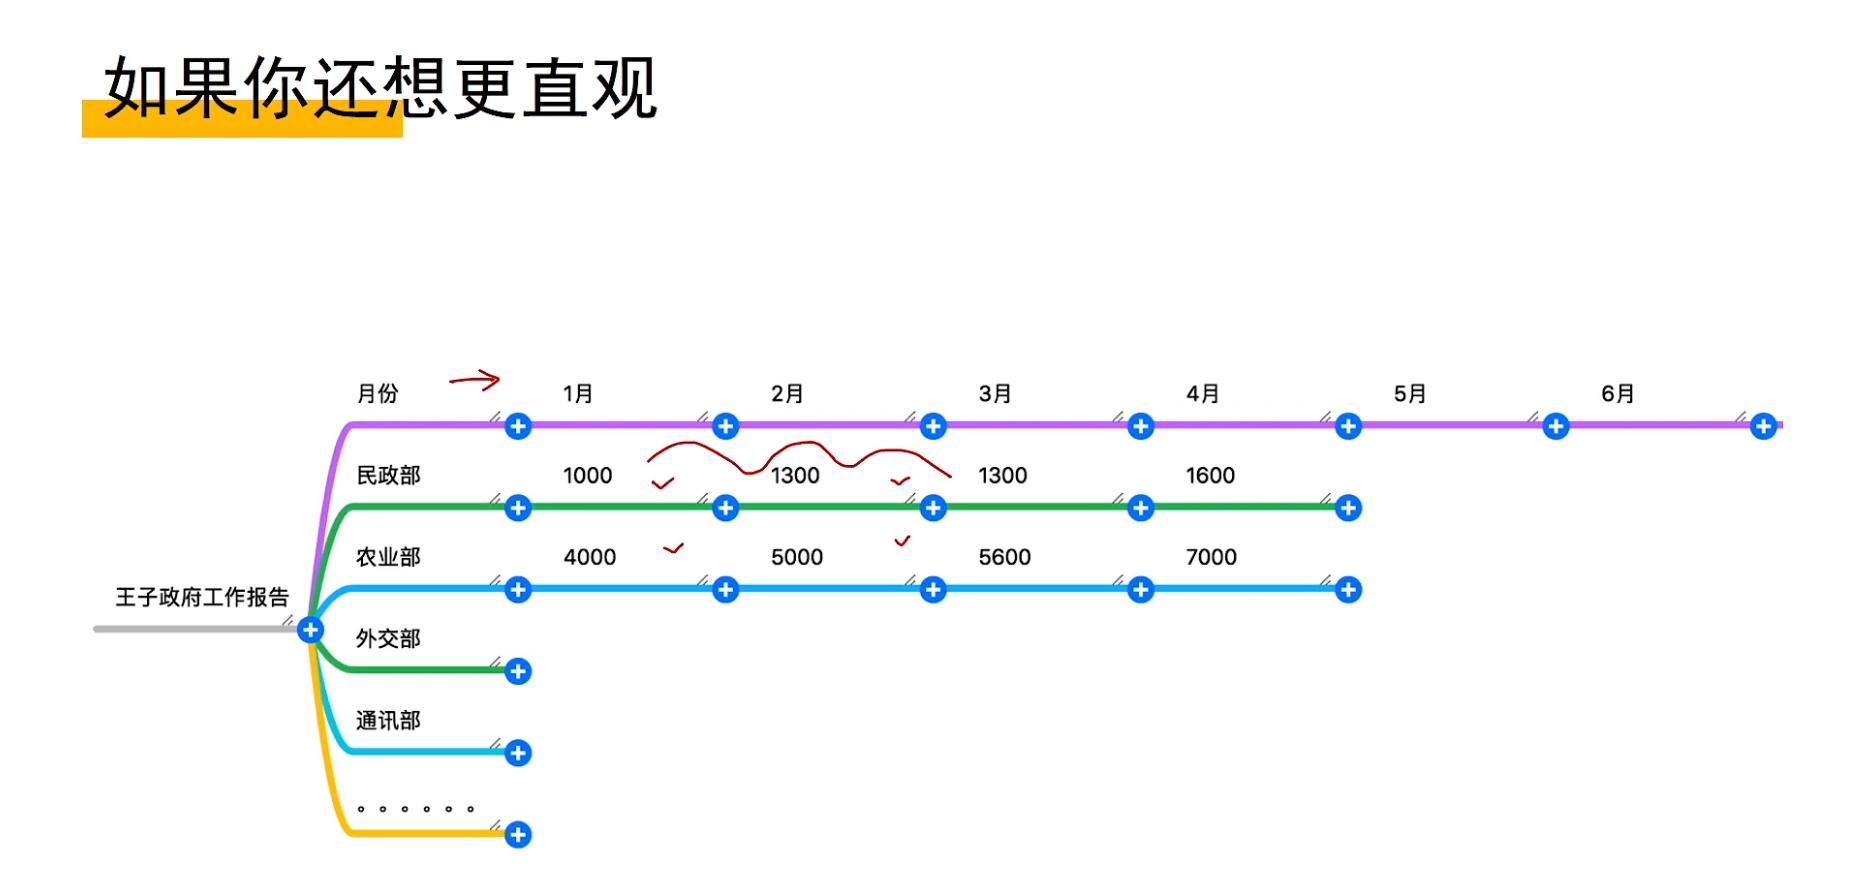 如果你还想更直观
月份 1月 2月 3月 4月 5月 6月
民政部 1000 1300 1300 1600
农业部 4000 5000 5600 7000
王子政府工作报告
外交部
通讯部
。。。。。。